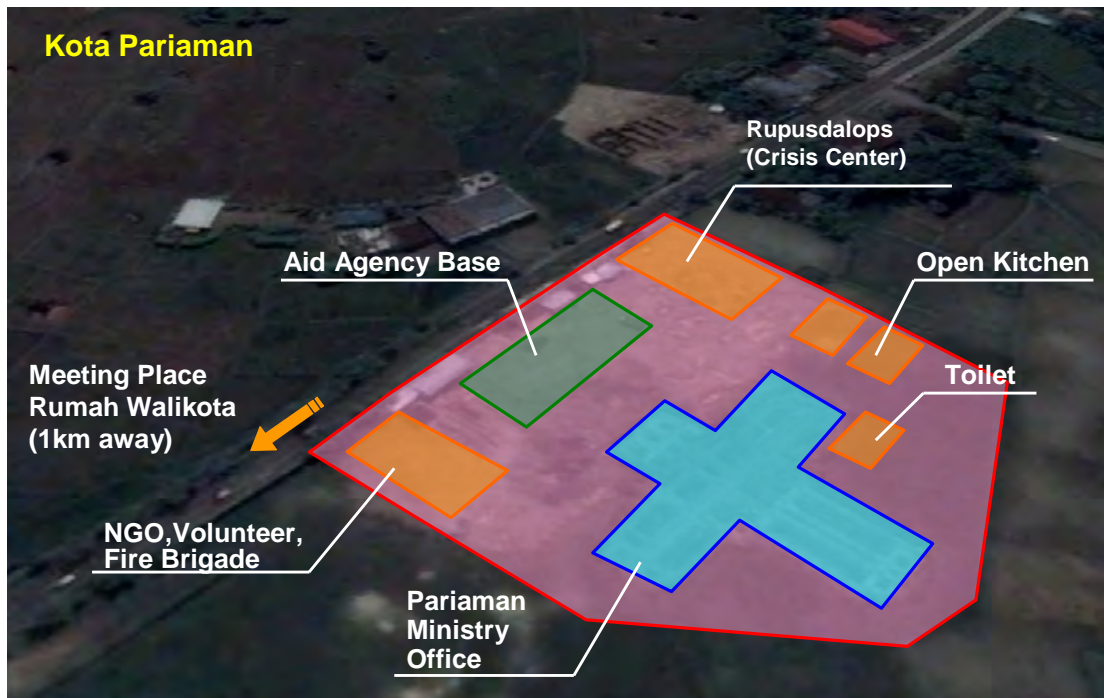 Kota Pariaman
Rupusdalops
(Crisis Center)
Aid Agency Base
Open Kitchen
Meeting Place
Rumah Walikota
(1km away)
Toilet
NGO,Volunteer,
Fire Brigade
Pariaman
Ministry
Office